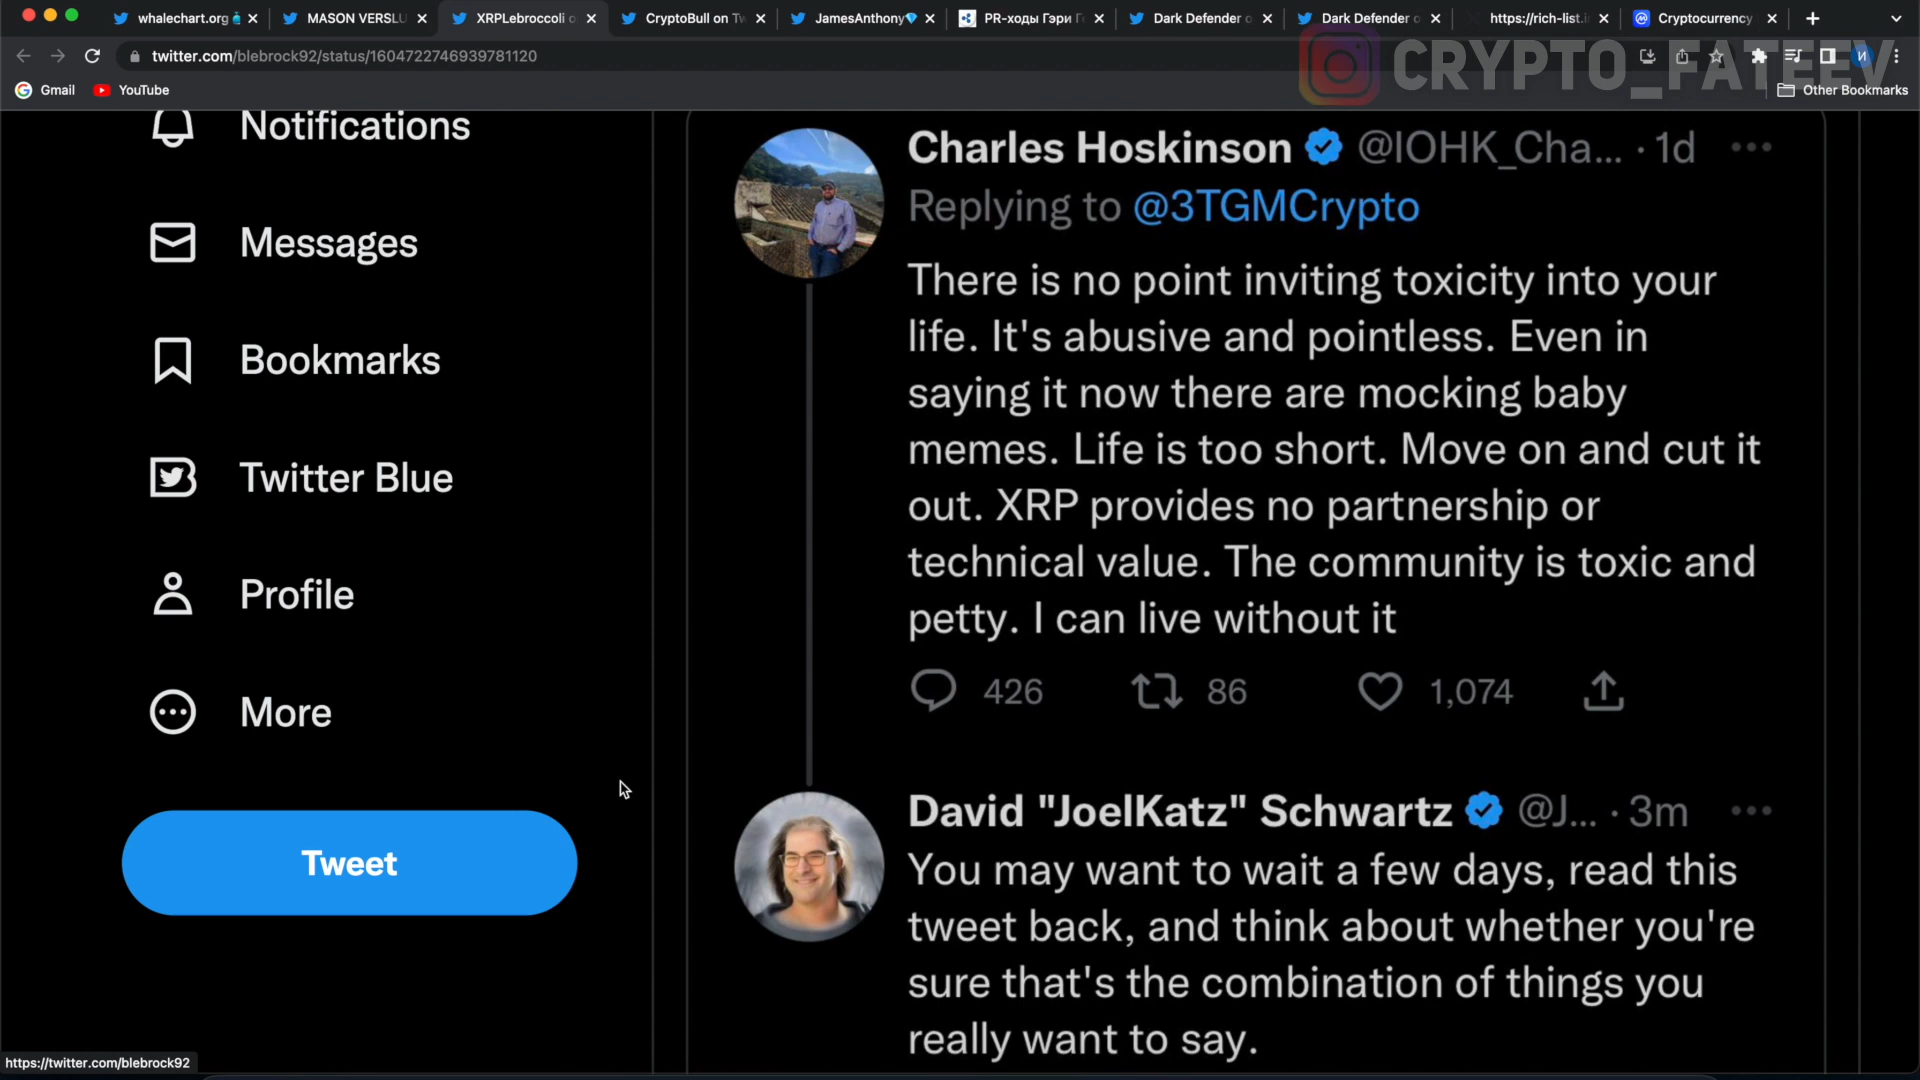 whalechart.org
MASON VERSLU
XRPLebroccoli o
CryptoBull on Tw
JamesAnthony💎
PR-ходы Гэри Г
Dark Defender o
Dark Defender o
https://rich-list.i
Cryptocurrency
twitter.com/blebrock92/status/1604722746939781120
CRYPTO_FATEEV
И
Gmail
YouTube
Other Bookmarks
Notifications
Messages
Bookmarks
Twitter Blue
Profile
More
Tweet
Charles Hoskinson @IOHK_Cha... · 1d
Replying to @3TGMCrypto
There is no point inviting toxicity into your
life. It's abusive and pointless. Even in
saying it now there are mocking baby
memes. Life is too short. Move on and cut it
out. XRP provides no partnership or
technical value. The community is toxic and
petty. I can live without it
426 86 1,074
David "JoelKatz" Schwartz @J... · 3m
You may want to wait a few days, read this
tweet back, and think about whether you're
sure that's the combination of things you
really want to say.
https://twitter.com/blebrock92